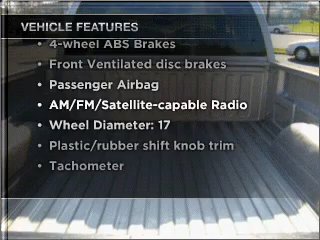 VEHICLE FEATURES
• 4-wheel ABS Brakes
• Front Ventilated disc brakes
• Passenger Airbag
• AM/FM/Satellite-capable Radio
• Wheel Diameter: 17
• Plastic/rubber shift knob trim
• Tachometer